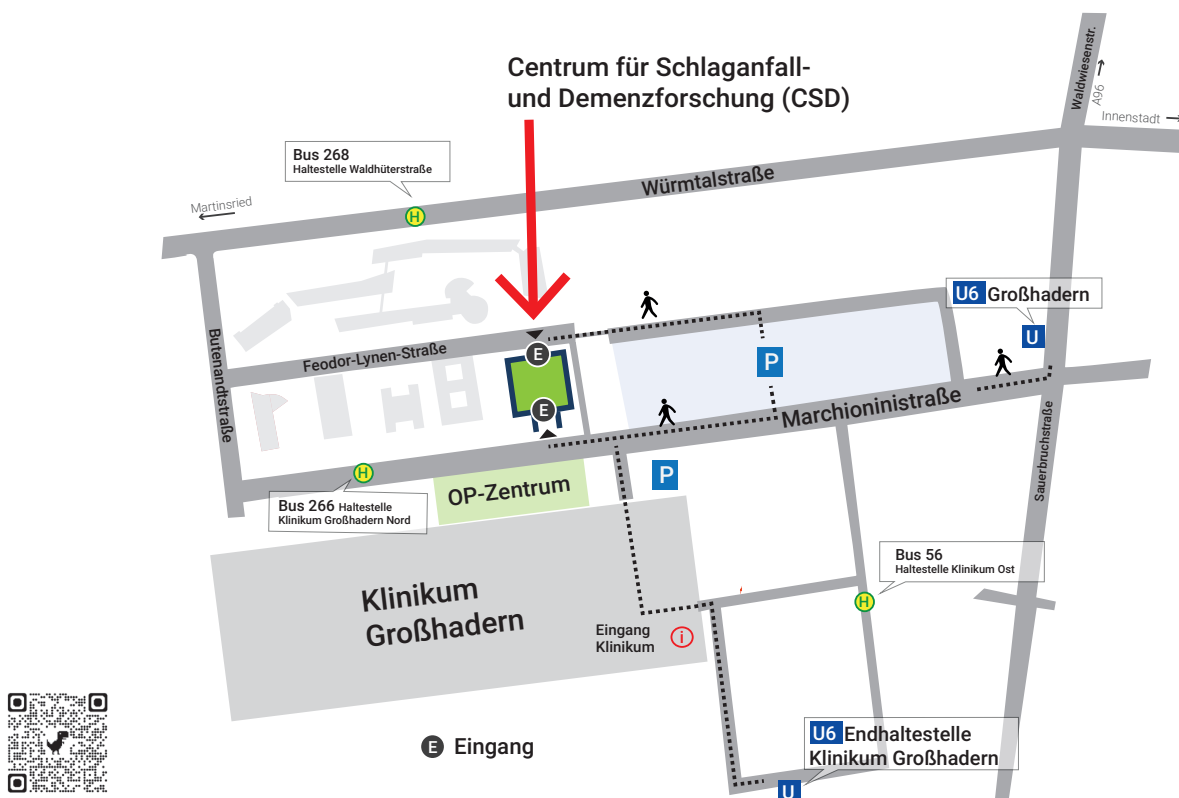 Centrum für Schlaganfall-
und Demenzforschung (CSD)
Waldwiesenstr.
A96
Innenstadt
Bus 268
Haltestelle Waldhüterstraße
H
Würmtalstraße
Martinsried
U6 Großhadern
U
Butenandtstraße
Feodor-Lynen-Straße
E
P
E
Marchioninistraße
H
P
OP-Zentrum
Sauerbruchstraße
Bus 266 Haltestelle
Klinikum Großhadern Nord
Bus 56
Haltestelle Klinikum Ost
H
Klinikum
Großhadern
Eingang
Klinikum
i
E Eingang
U6 Endhaltestelle
Klinikum Großhadern
U